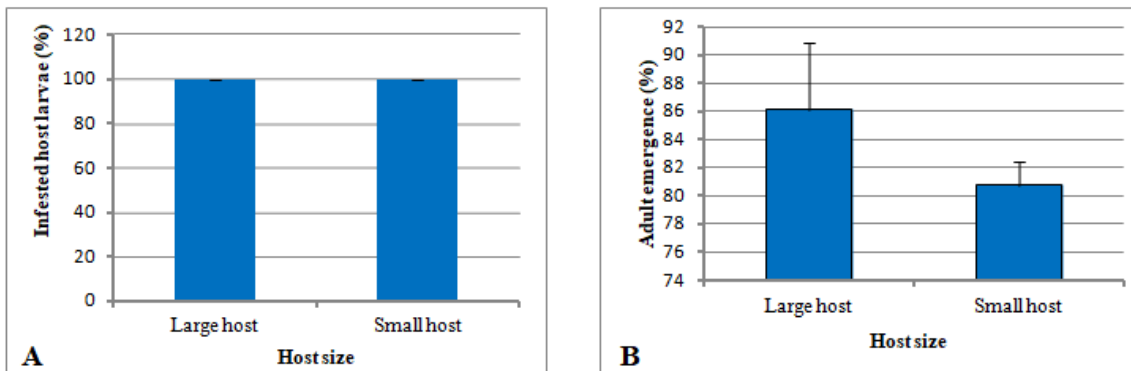 120
100
80
60
40
20
0
Infested host larvae (%)
Large host Small host
Host size
A
92
90
88
86
84
82
80
78
76
74
Adult emergence (%)
Large host Small host
Host size
B